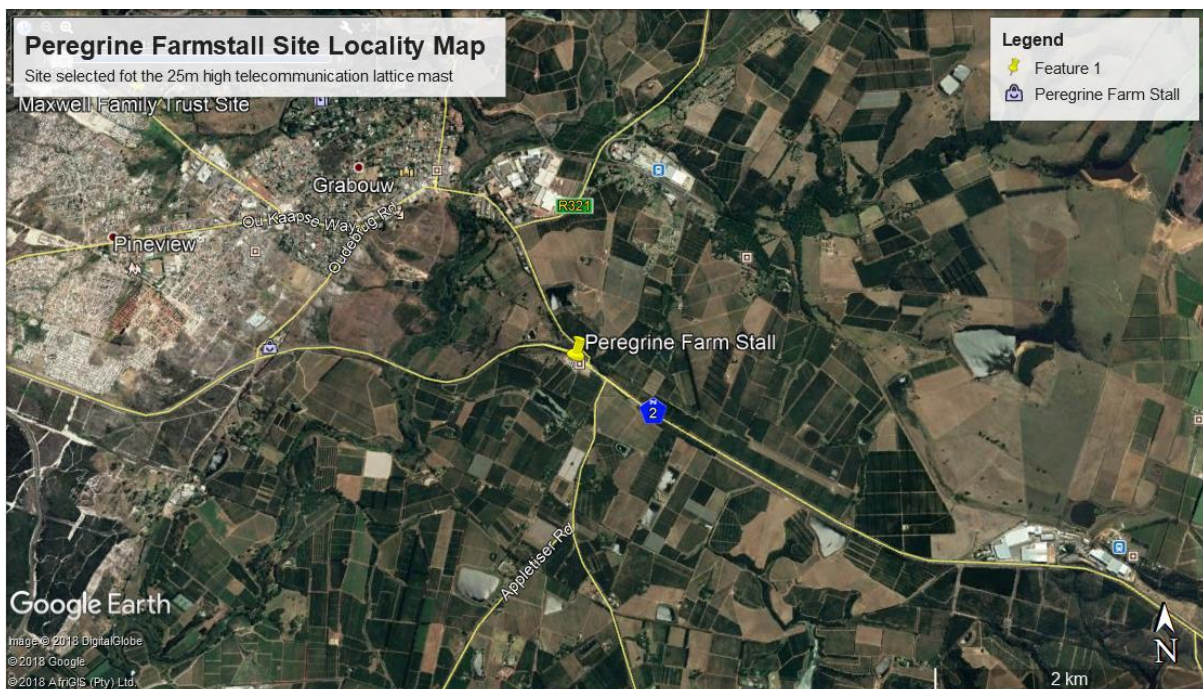 Peregrine Farmstall Site Locality Map
Site selected fot the 25m high telecommunication lattice mast
Legend
Feature 1
Peregrine Farm Stall
Maxwell Family Trust Site
Grabouw
R321
Ou Kaapse Way
Oudebrug Rd
Pineview
Peregrine Farm Stall
2
Appletiser Rd
Google Earth
Image © 2018 DigitalGlobe
© 2018 Google
© 2018 AfriGIS (Pty) Ltd.
N
2 km